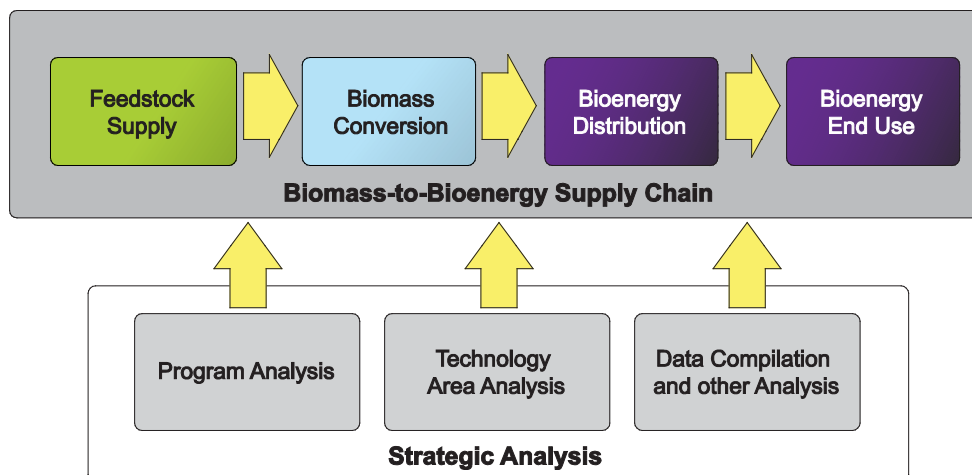 Feedstock
Supply
Biomass
Conversion
Bioenergy
Distribution
Bioenergy
End Use
Biomass-to-Bioenergy Supply Chain
Program Analysis
Technology
Area Analysis
Data Compilation
and other Analysis
Strategic Analysis